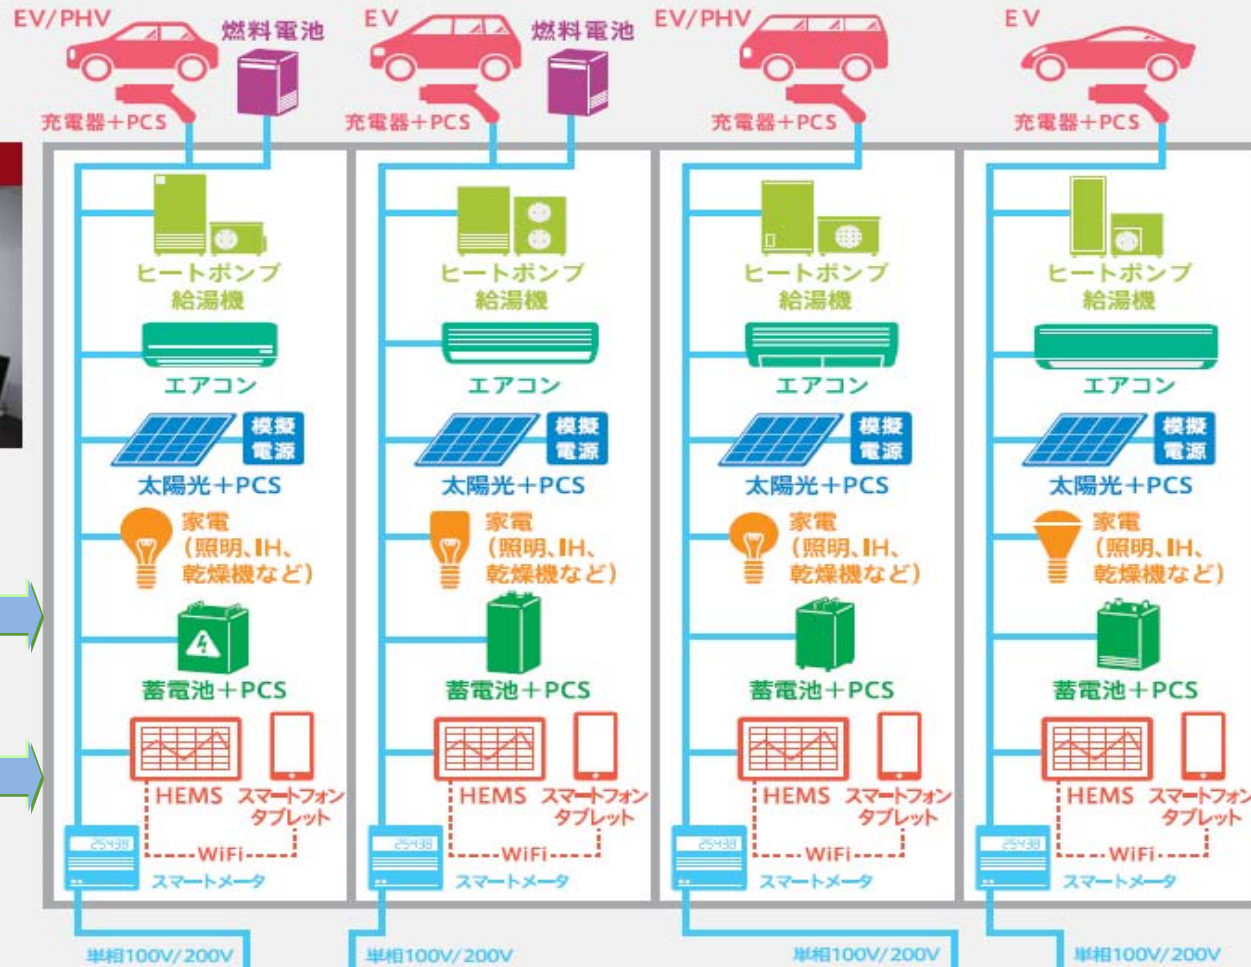 EV/PHV
燃料電池
充電器+PCS
EV
燃料電池
充電器+PCS
EV/PHV
充電器+PCS
EV
充電器+PCS
ヒートポンプ
給湯機
エアコン
模擬
電源
太陽光+PCS
家電
(照明、IH、
乾燥機など)
蓄電池+PCS
HEMS
スマートフォン
タブレット
WiFi
25438
スマートメータ
単相100V/200V
ヒートポンプ
給湯機
エアコン
模擬
電源
太陽光+PCS
家電
(照明、IH、
乾燥機など)
蓄電池+PCS
HEMS
スマートフォン
タブレット
WiFi
25438
スマートメータ
単相100V/200V
ヒートポンプ
給湯機
エアコン
模擬
電源
太陽光+PCS
家電
(照明、IH、
乾燥機など)
蓄電池+PCS
HEMS
スマートフォン
タブレット
WiFi
25438
スマートメータ
単相100V/200V
ヒートポンプ
給湯機
エアコン
模擬
電源
太陽光+PCS
家電
(照明、IH、
乾燥機など)
蓄電池+PCS
HEMS
スマートフォン
タブレット
WiFi
25438
スマートメータ
単相100V/200V